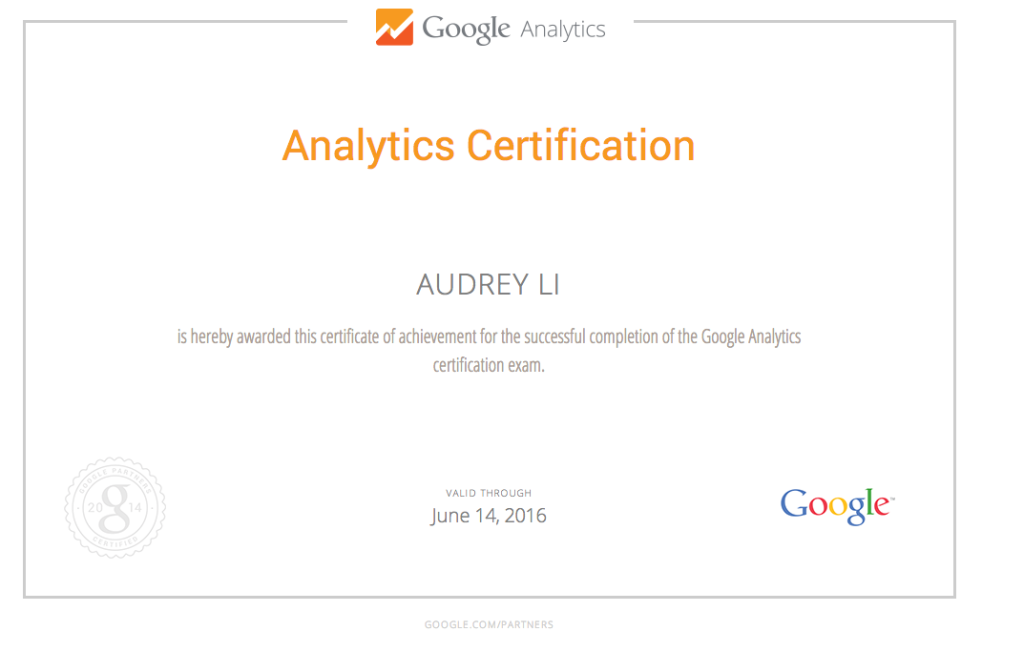 Google Analytics
Analytics Certification
AUDREY LI
is hereby awarded this certificate of achievement for the successful completion of the Google Analytics
certification exam.
GOOGLE PARTNERS
20 g 14
CERTIFIED
VALID THROUGH
June 14, 2016
Google™
GOOGLE.COM/PARTNERS